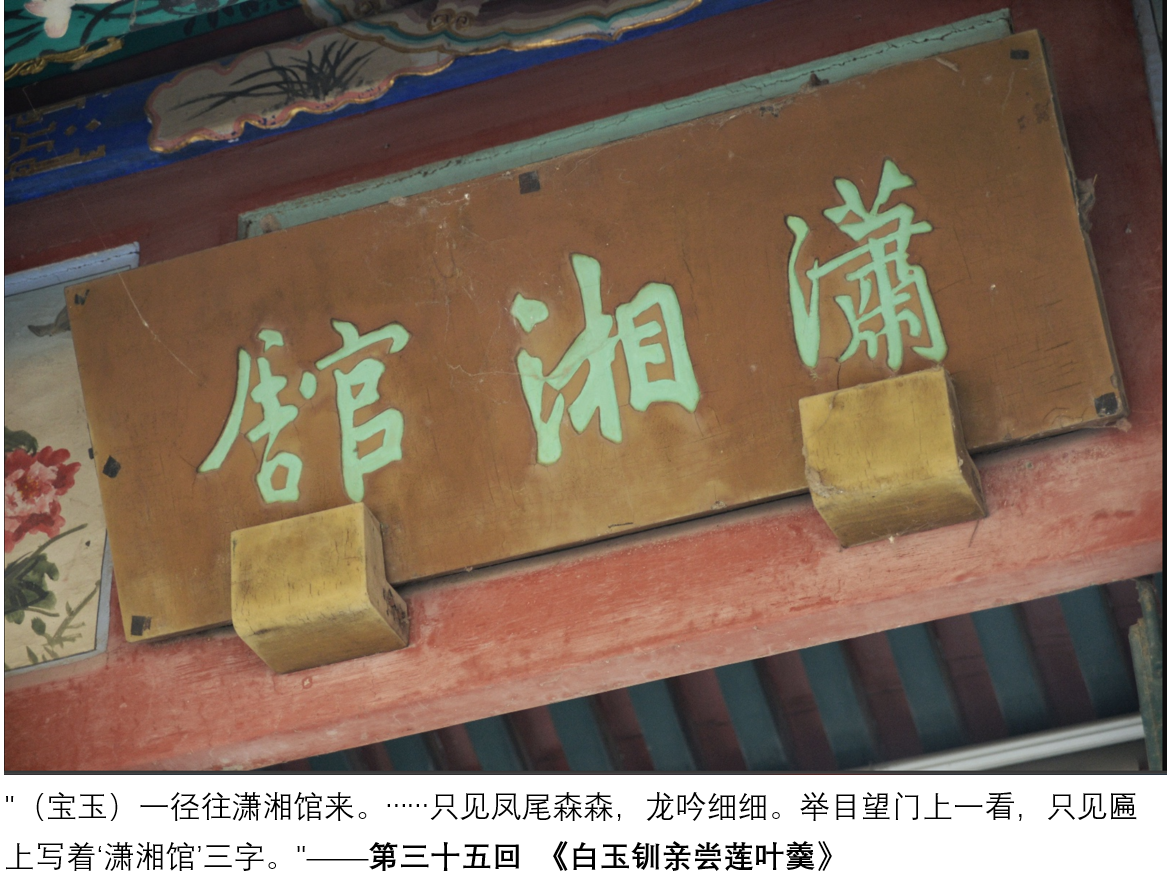 瀟湘館
"（宝玉）一径往潇湘馆来。……只见凤尾森森，龙吟细细。举目望门上一看，只见匾
上写着‘潇湘馆’三字。"——第三十五回 《白玉钏亲尝莲叶羹》